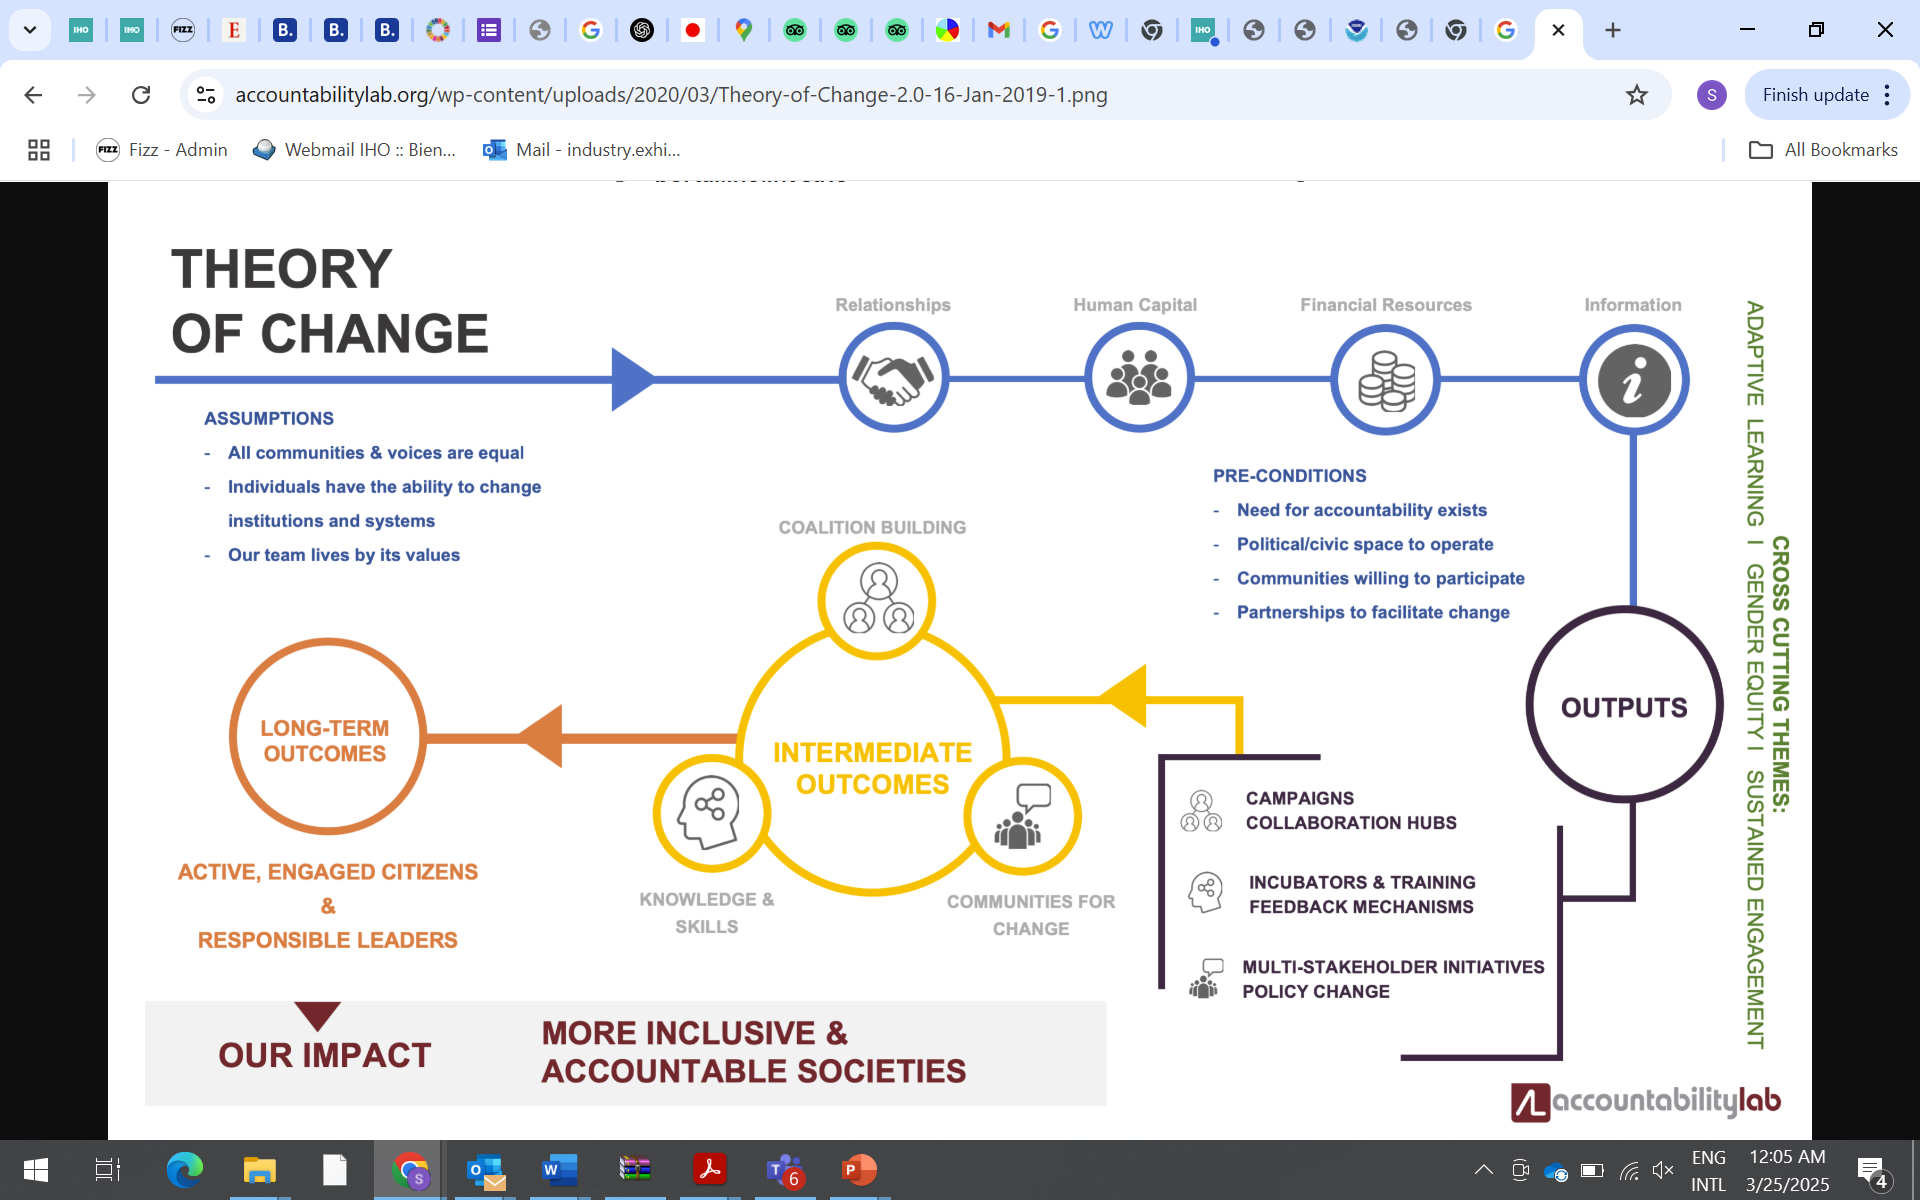 accountabilitylab.org/wp-content/uploads/2020/03/Theory-of-Change-2.0-16-Jan-2019-1.png
S
Finish update
Fizz - Admin
Webmail IHO :: Bien...
Mail - industry.exhi...
All Bookmarks
THEORY
OF CHANGE
Relationships
Human Capital
Financial Resources
Information
ASSUMPTIONS
- All communities & voices are equal
- Individuals have the ability to change
institutions and systems
- Our team lives by its values
PRE-CONDITIONS
- Need for accountability exists
- Political/civic space to operate
- Communities willing to participate
- Partnerships to facilitate change
COALITION BUILDING
OUTPUTS
INTERMEDIATE
OUTCOMES
LONG-TERM
OUTCOMES
KNOWLEDGE &
SKILLS
COMMUNITIES FOR
CHANGE
CAMPAIGNS
COLLABORATION HUBS
INCUBATORS & TRAINING
FEEDBACK MECHANISMS
MULTI-STAKEHOLDER INITIATIVES
POLICY CHANGE
ACTIVE, ENGAGED CITIZENS
&
RESPONSIBLE LEADERS
OUR IMPACT
MORE INCLUSIVE &
ACCOUNTABLE SOCIETIES
CROSS CUTTING THEMES:
ADAPTIVE LEARNING I GENDER EQUITY I SUSTAINED ENGAGEMENT
accountabilitylab
ENG
INTL
12:05 AM
3/25/2025
4
6